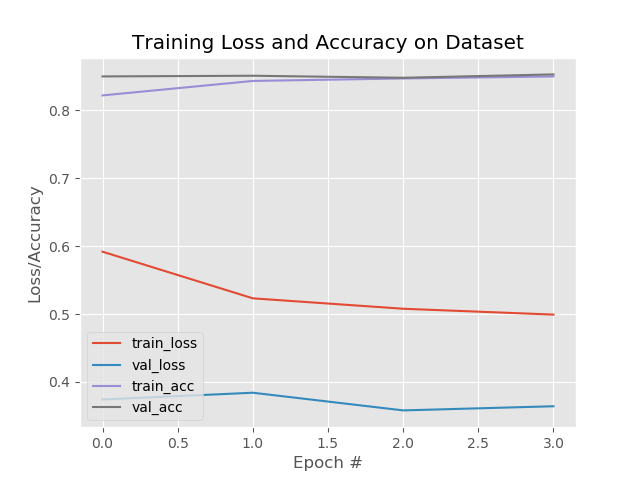 Training Loss and Accuracy on Dataset
Loss/Accuracy
0.8
0.7
0.6
0.5
0.4
train_loss
val_loss
train_acc
val_acc
0.0 0.5 1.0 1.5 2.0 2.5 3.0
Epoch #